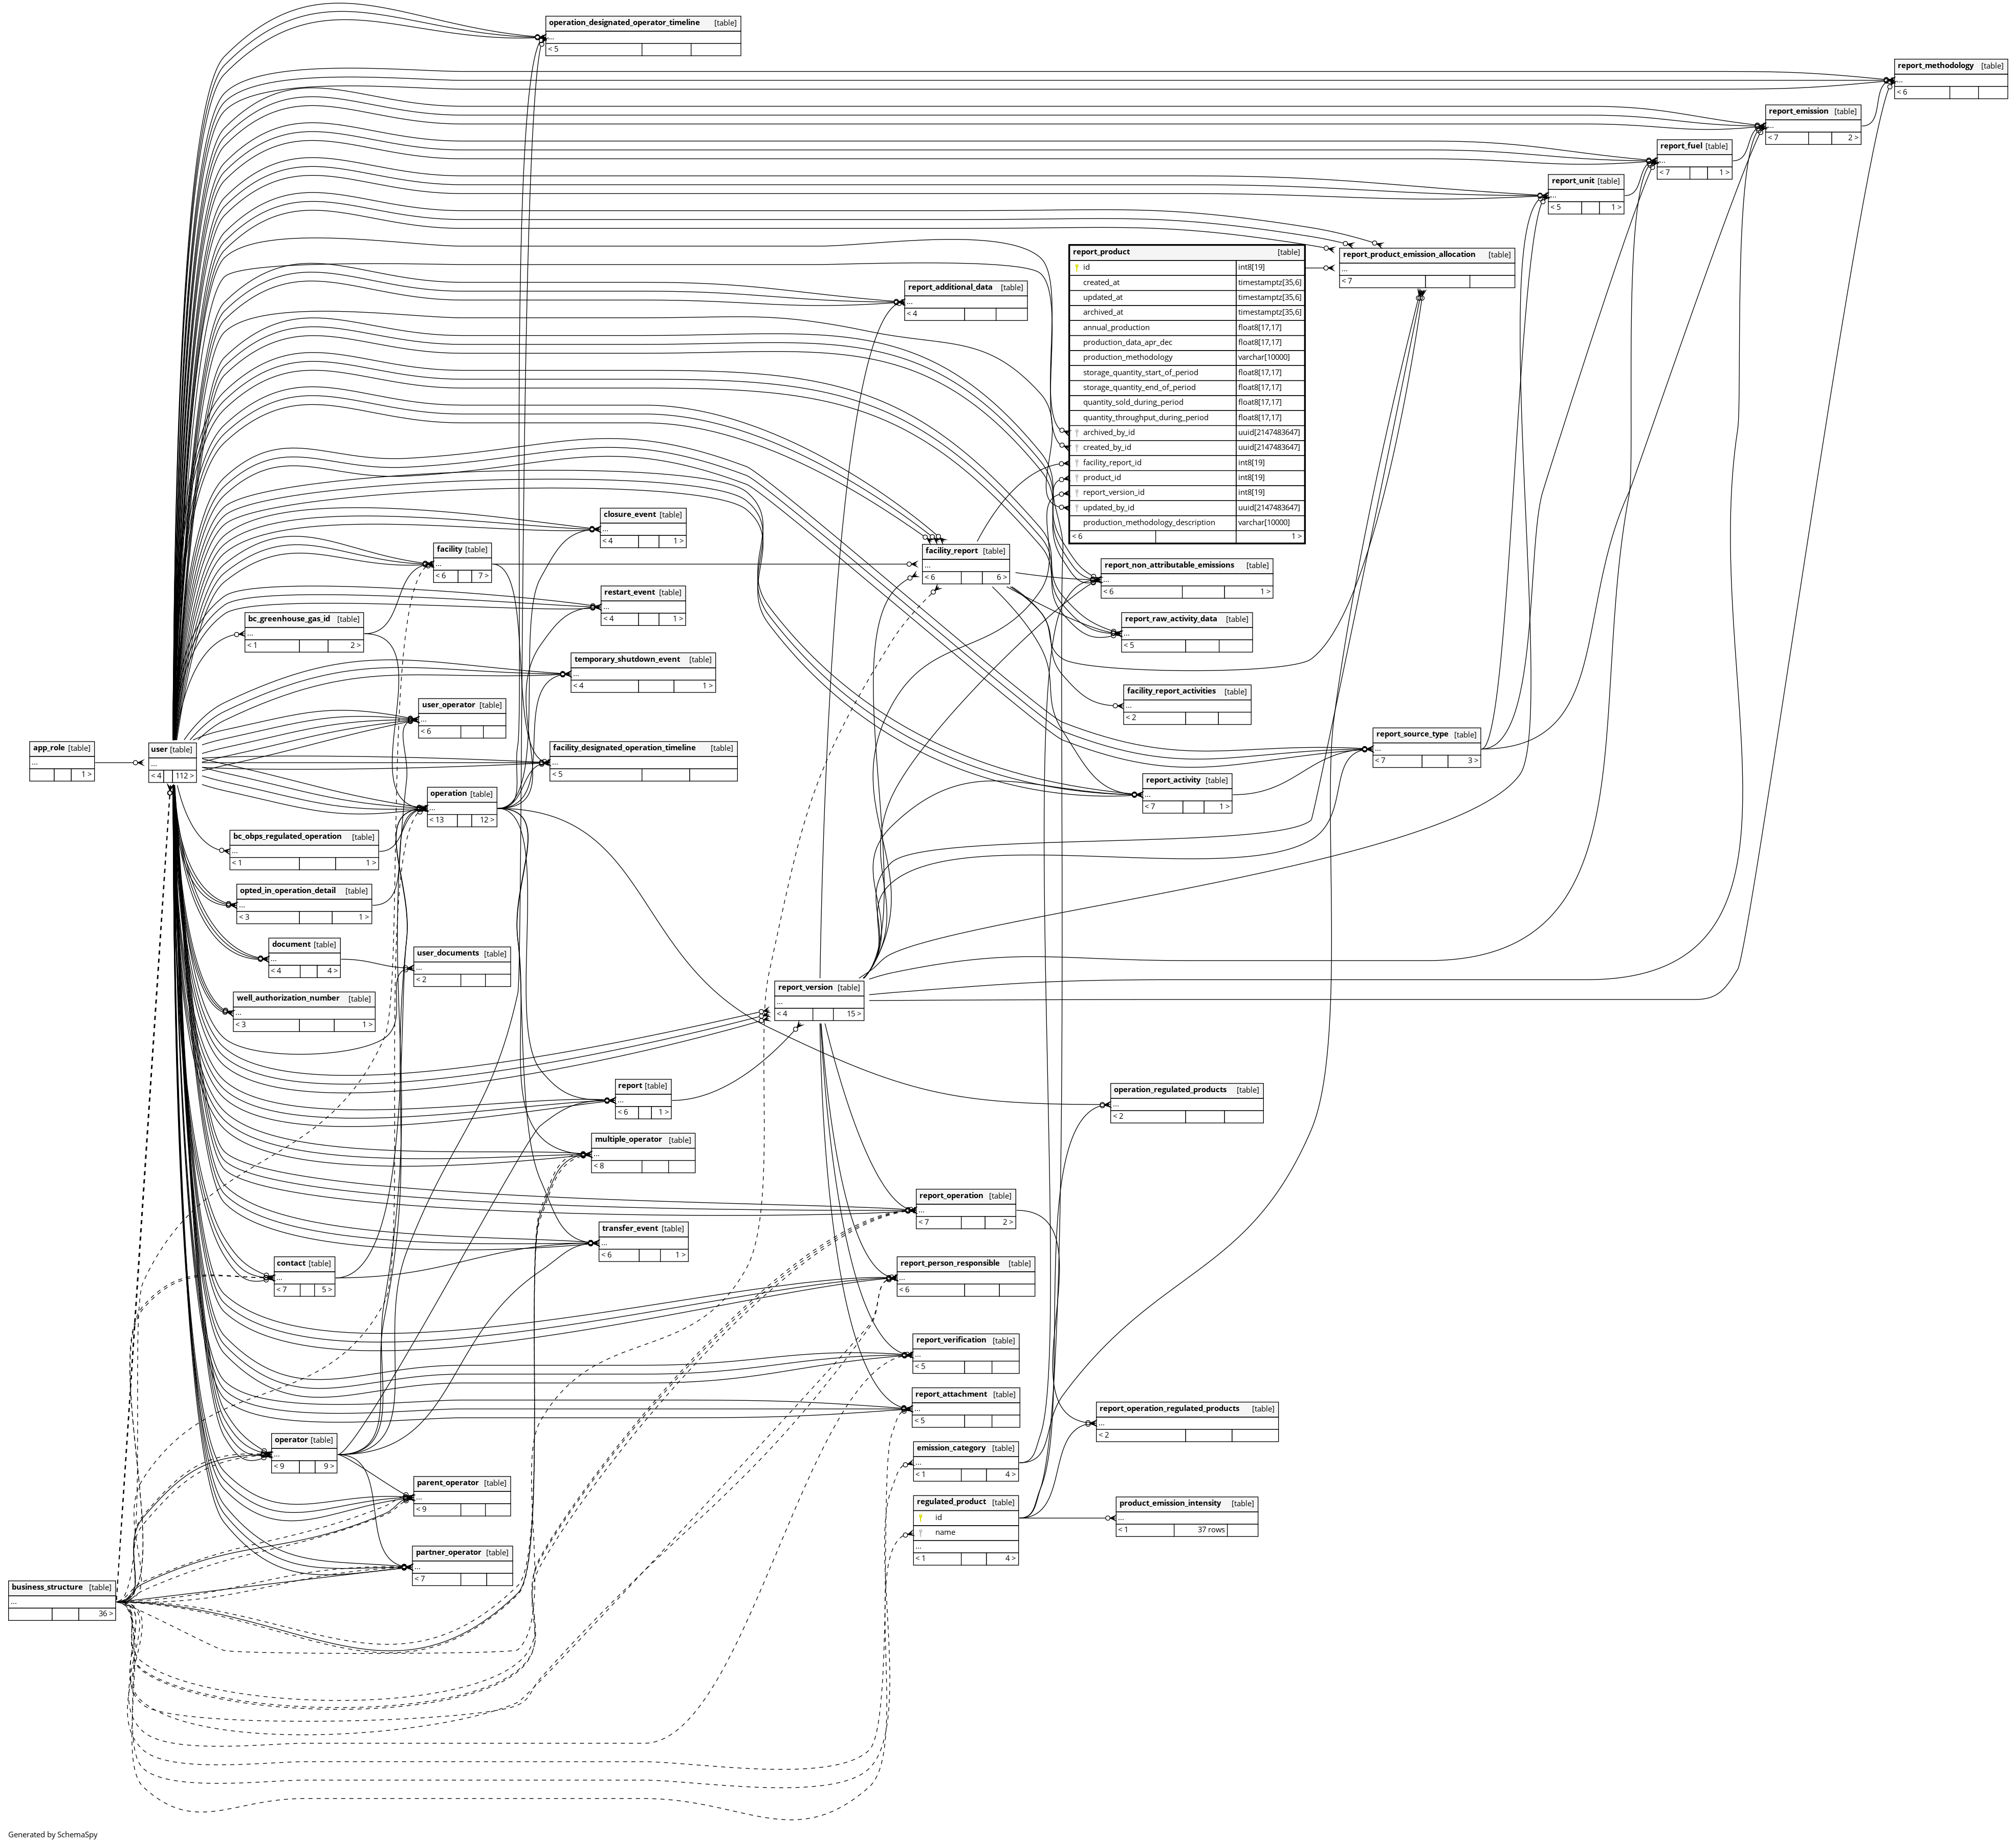 operation_designated_operator_timeline [table]
...
< 5
report_methodology [table]
...
< 6
report_emission [table]
...
< 7 2 >
report_fuel [table]
...
< 7 1 >
report_unit [table]
...
< 5 1 >
report_product [table]
id int8[19]
created_at timestamptz[35,6]
updated_at timestamptz[35,6]
archived_at timestamptz[35,6]
annual_production float8[17,17]
production_data_apr_dec float8[17,17]
production_methodology varchar[10000]
storage_quantity_start_of_period float8[17,17]
storage_quantity_end_of_period float8[17,17]
quantity_sold_during_period float8[17,17]
quantity_throughput_during_period float8[17,17]
archived_by_id uuid[2147483647]
created_by_id uuid[2147483647]
facility_report_id int8[19]
product_id int8[19]
report_version_id int8[19]
updated_by_id uuid[2147483647]
production_methodology_description varchar[10000]
< 6 1 >
report_product_emission_allocation [table]
...
< 7
report_additional_data [table]
...
< 4
closure_event [table]
...
< 4 1 >
facility [table]
...
< 6 7 >
facility_report [table]
...
< 6 6 >
report_non_attributable_emissions [table]
...
< 6 1 >
restart_event [table]
...
< 4 1 >
bc_greenhouse_gas_id [table]
...
< 1 2 >
report_raw_activity_data [table]
...
< 5
temporary_shutdown_event [table]
...
< 4 1 >
facility_report_activities [table]
...
< 2
user_operator [table]
...
< 6
report_source_type [table]
...
< 7 3 >
app_role [table]
...
1 >
user [table]
...
< 4 112 >
facility_designated_operation_timeline [table]
...
< 5
report_activity [table]
...
< 7 1 >
operation [table]
...
< 13 12 >
bc_obps_regulated_operation [table]
...
< 1 1 >
opted_in_operation_detail [table]
...
< 3 1 >
document [table]
...
< 4 4 >
user_documents [table]
...
< 2
well_authorization_number [table]
...
< 3 1 >
report_version [table]
...
< 4 15 >
report [table]
...
< 6 1 >
operation_regulated_products [table]
...
< 2
multiple_operator [table]
...
< 8
report_operation [table]
...
< 7 2 >
transfer_event [table]
...
< 6 1 >
contact [table]
...
< 7 5 >
report_person_responsible [table]
...
< 6
report_verification [table]
...
< 5
report_attachment [table]
...
< 5
report_operation_regulated_products [table]
...
< 2
operator [table]
...
< 9 9 >
emission_category [table]
...
< 1 4 >
parent_operator [table]
...
< 9
regulated_product [table]
id
name
...
< 1 4 >
product_emission_intensity [table]
...
< 1 37 rows
partner_operator [table]
...
< 7
business_structure [table]
...
36 >
Generated by SchemaSpy